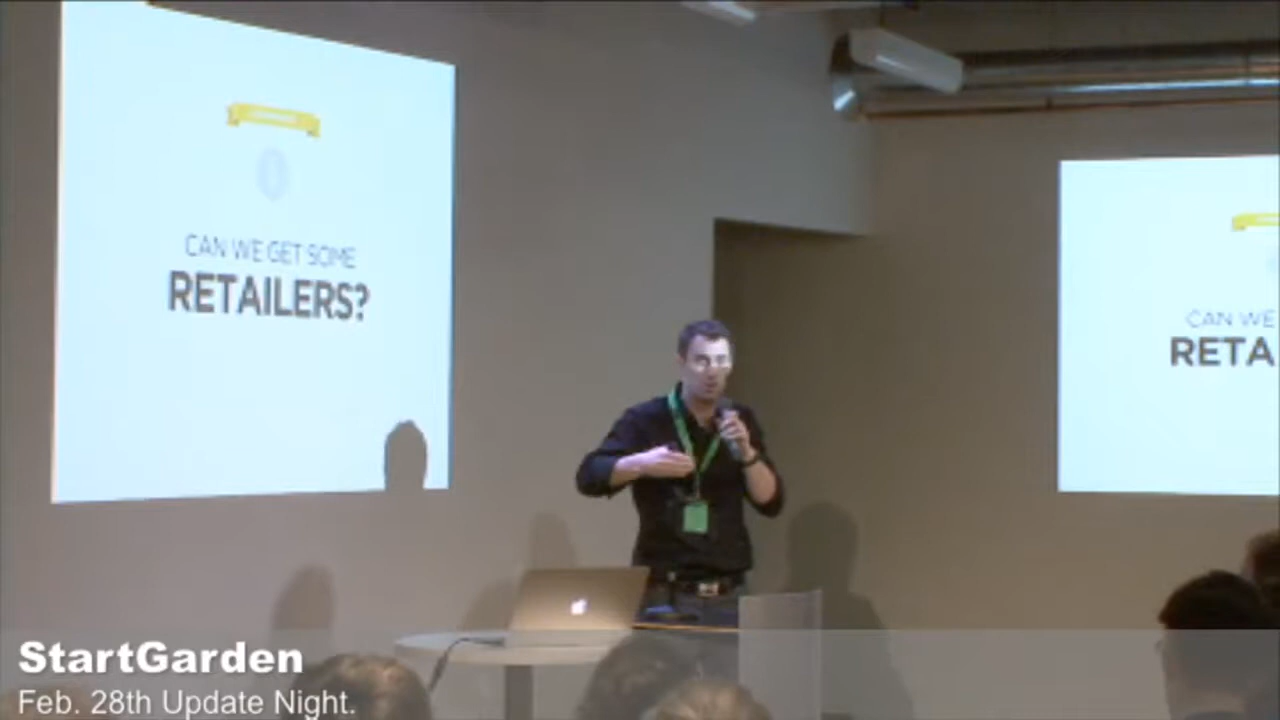 CAN WE GET SOME
RETAILERS?
CAN WE
RETA
StartGarden
Feb. 28th Update Night.